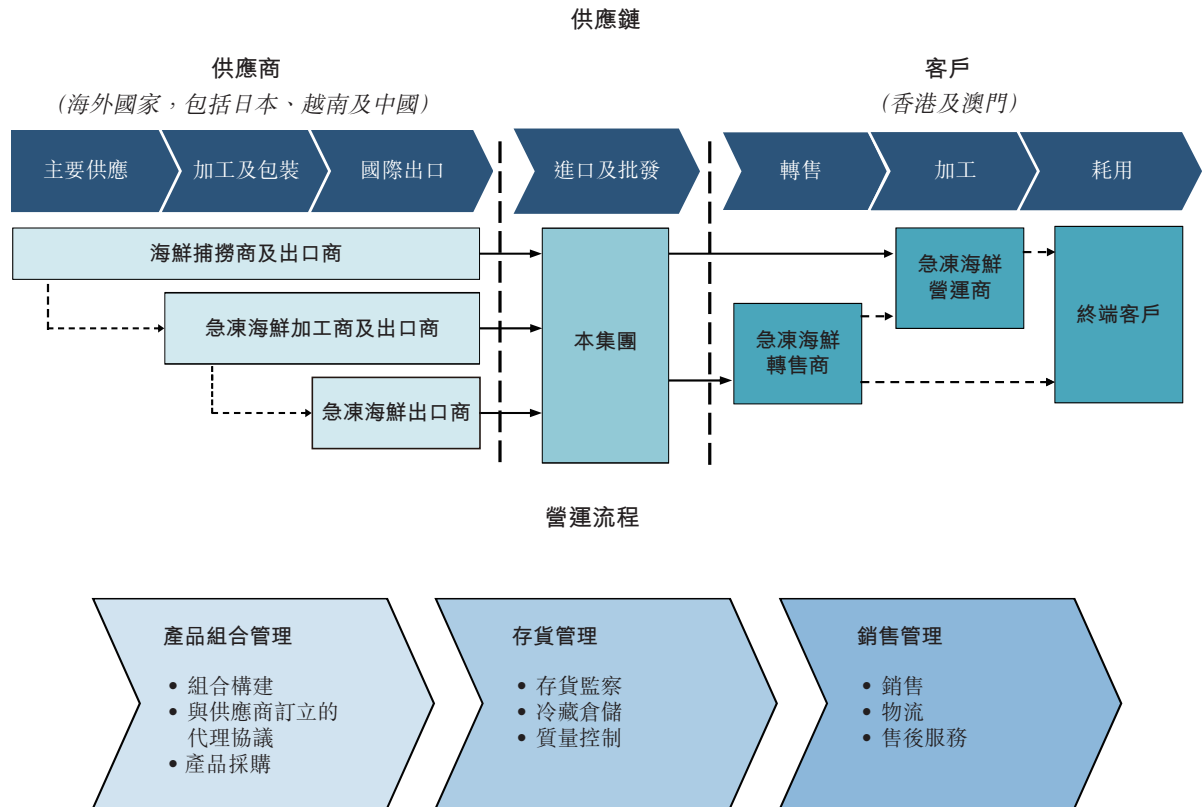 供應鏈
供應商
(海外國家，包括日本、越南及中國)
客戶
(香港及澳門)
主要供應
加工及包裝
國際出口
進口及批發
轉售
加工
耗用
海鮮捕撈商及出口商
急凍海鮮加工商及出口商
急凍海鮮出口商
本集團
急凍海鮮
轉售商
急凍海鮮
營運商
終端客戶
營運流程
產品組合管理
• 組合構建
• 與供應商訂立的
代理協議
• 產品採購
存貨管理
• 存貨監察
• 冷藏倉儲
• 質量控制
銷售管理
• 銷售
• 物流
• 售後服務